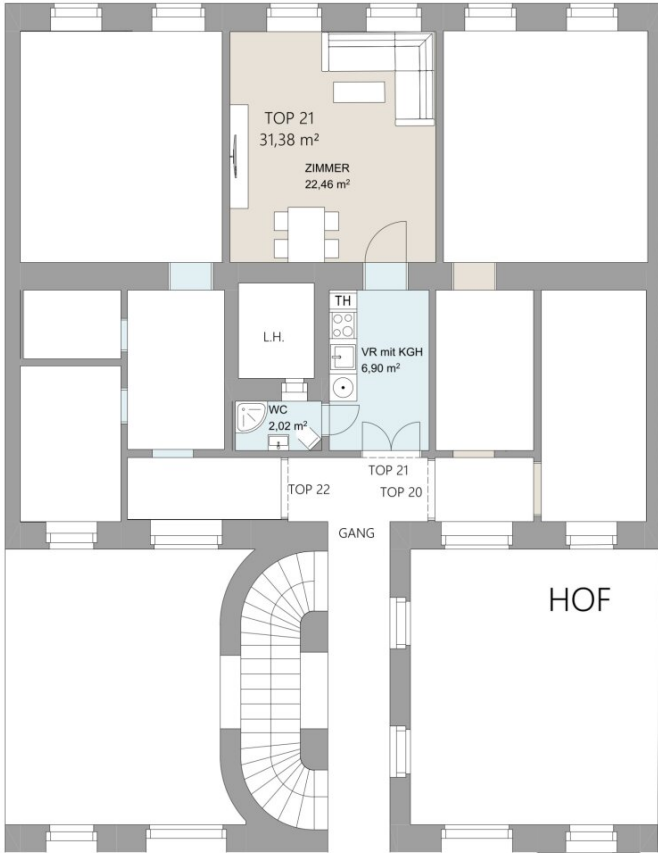 TOP 21
31,38 m²
ZIMMER
22,46 m²
TH
L.H.
VR mit KGH
6,90 m²
WC
2,02 m²
TOP 21
TOP 22
TOP 20
GANG
HOF